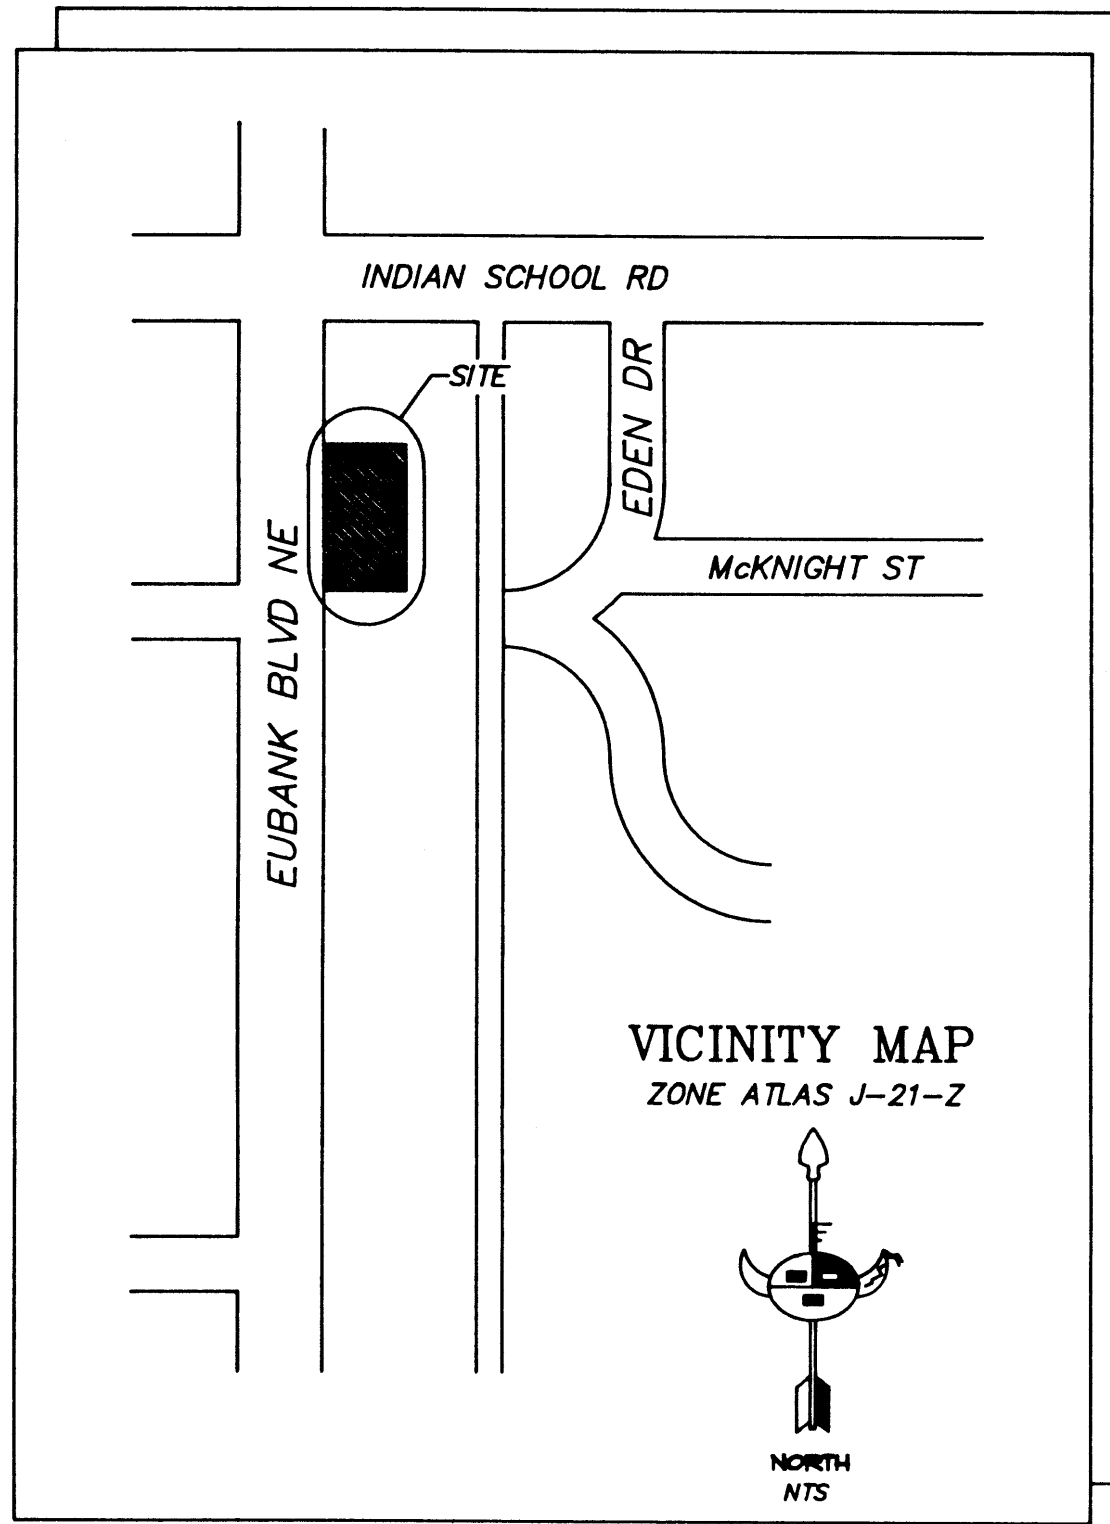 INDIAN SCHOOL RD
SITE
EDEN DR
McKNIGHT ST
EUBANK BLVD NE
VICINITY MAP
ZONE ATLAS J-21-Z
NORTH
NTS